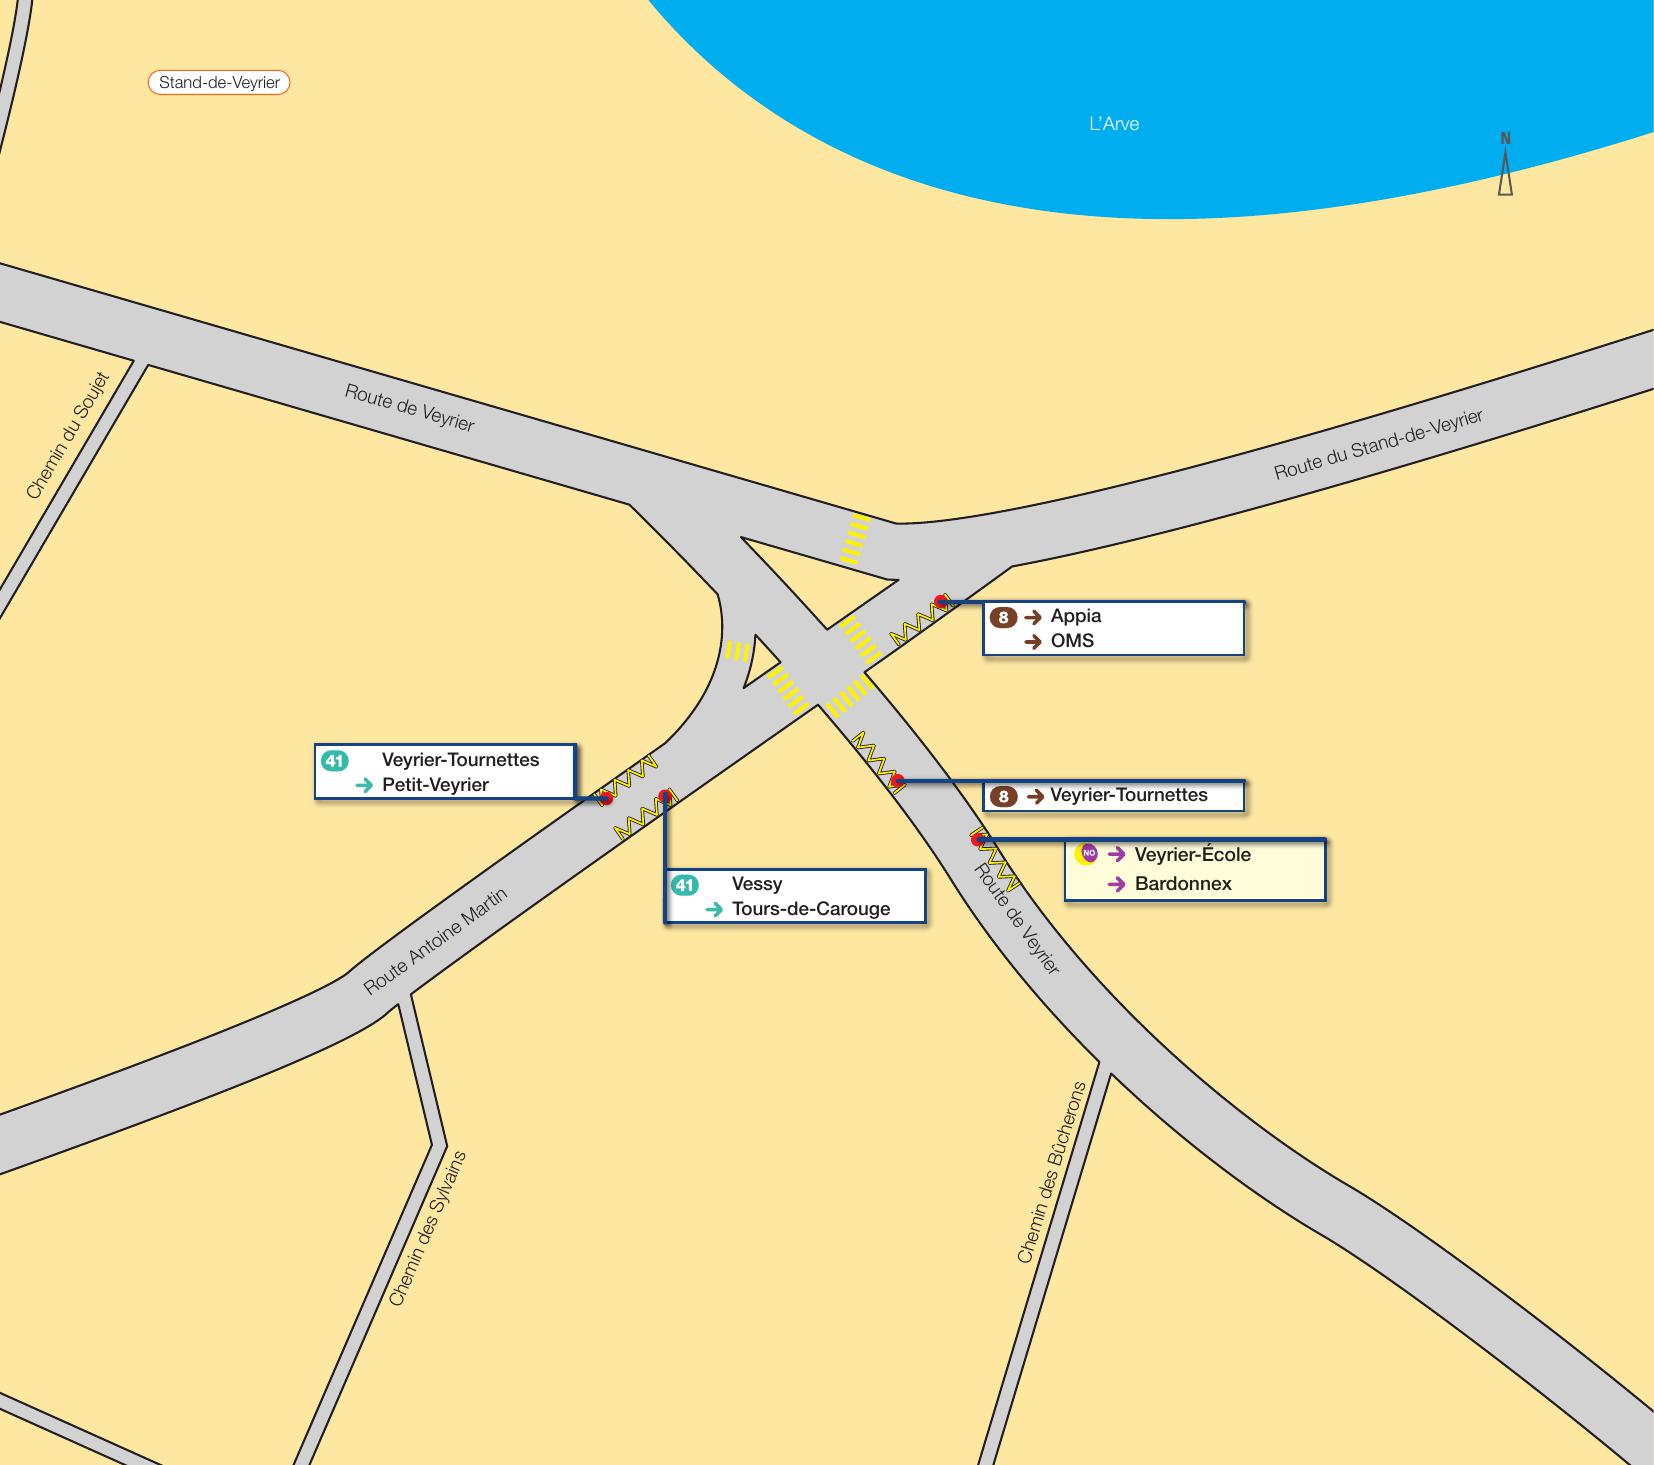 Stand-de-Veyrier
L'Arve
N
Chemin du Soujet
Route de Veyrier
Route du Stand-de-Veyrier
8 Appia
OMS
41 Veyrier-Tournettes
Petit-Veyrier
8 Veyrier-Tournettes
NO Veyrier-École
Bardonnex
41 Vessy
Tours-de-Carouge
Route de Veyrier
Route Antoine Martin
Chemin des Sylvains
Chemin des Bûcherons